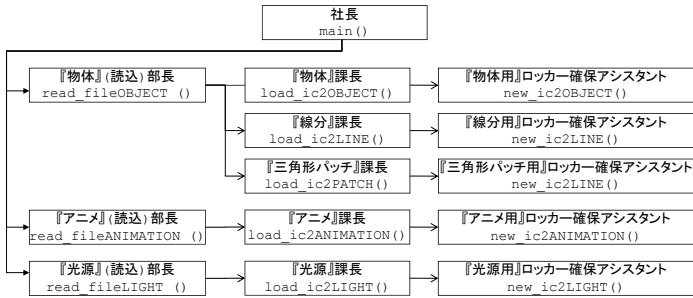 社長
main()
『物体』(読込)部長
read_fileOBJECT ()
『物体』課長
load_ic2OBJECT()
『物体用』ロッカー確保アシスタント
new_ic2OBJECT()
『線分』課長
load_ic2LINE()
『線分用』ロッカー確保アシスタント
new_ic2LINE()
『三角形パッチ』課長
load_ic2PATCH()
『三角形パッチ用』ロッカー確保アシスタント
new_ic2LINE()
『アニメ』(読込)部長
read_fileANIMATION ()
『アニメ』課長
load_ic2ANIMATION()
『アニメ用』ロッカー確保アシスタント
new_ic2ANIMATION()
『光源』(読込)部長
read_fileLIGHT ()
『光源』課長
load_ic2LIGHT()
『光源用』ロッカー確保アシスタント
new_ic2LIGHT()